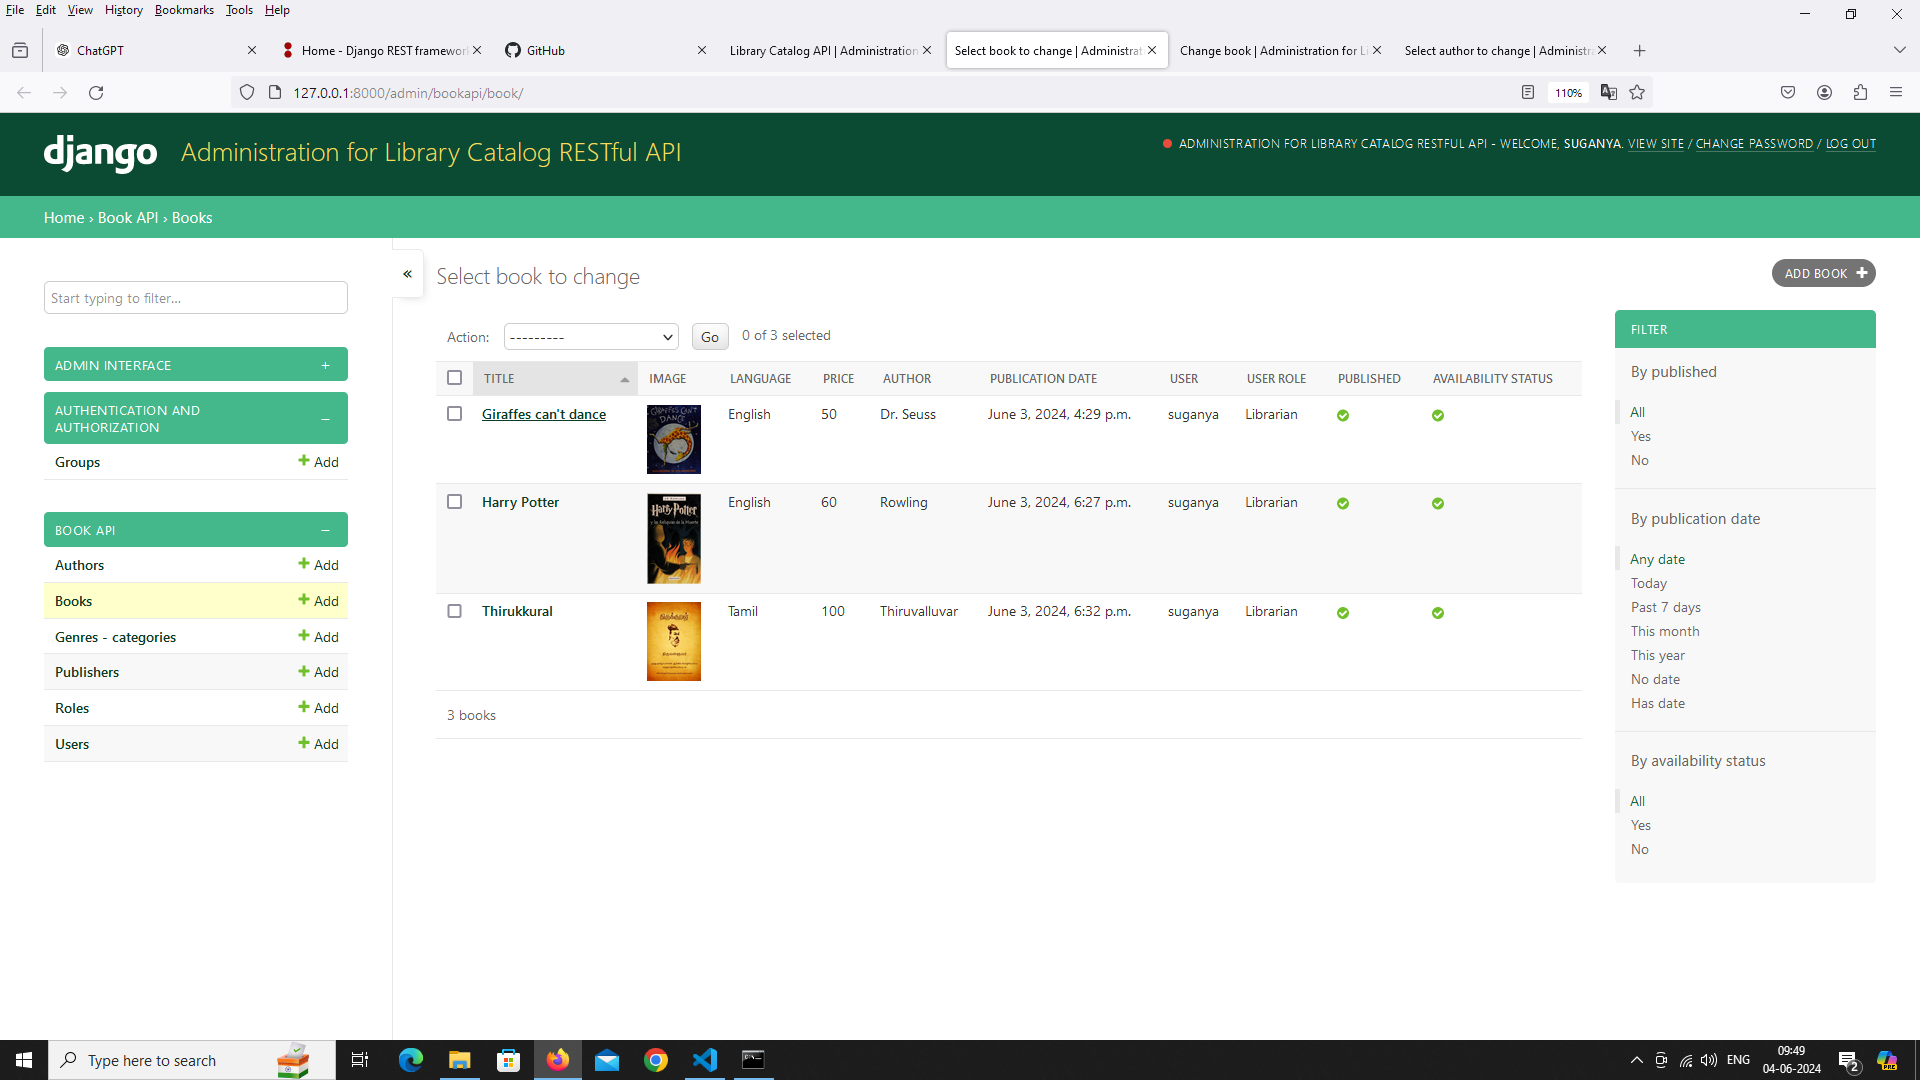 File Edit View History Bookmarks Tools Help
ChatGPT
Home - Django REST framework
GitHub
Library Catalog API | Administration
Select book to change | Administrat
Change book | Administration for Li
Select author to change | Administra
127.0.0.1:8000/admin/bookapi/book/
110%
django
Administration for Library Catalog RESTful API
ADMINISTRATION FOR LIBRARY CATALOG RESTFUL API - WELCOME, SUGANYA. VIEW SITE / CHANGE PASSWORD / LOG OUT
Home › Book API › Books
Start typing to filter...
ADMIN INTERFACE +
AUTHENTICATION AND
AUTHORIZATION −
Groups + Add
BOOK API −
Authors + Add
Books + Add
Genres - categories + Add
Publishers + Add
Roles + Add
Users + Add
«
Select book to change
ADD BOOK +
Action: --------- Go 0 of 3 selected
TITLE IMAGE LANGUAGE PRICE AUTHOR PUBLICATION DATE USER USER ROLE PUBLISHED AVAILABILITY STATUS
Giraffes can't dance English 50 Dr. Seuss June 3, 2024, 4:29 p.m. suganya Librarian
GIRAFFES CAN'T
DANCE
Harry Potter English 60 Rowling June 3, 2024, 6:27 p.m. suganya Librarian
Harry Potter
y las Reliquias de la Muerte
Thirukkural Tamil 100 Thiruvalluvar June 3, 2024, 6:32 p.m. suganya Librarian
3 books
FILTER
By published
All
Yes
No
By publication date
Any date
Today
Past 7 days
This month
This year
No date
Has date
By availability status
All
Yes
No
Type here to search
ENG
09:49
04-06-2024
2
PRE